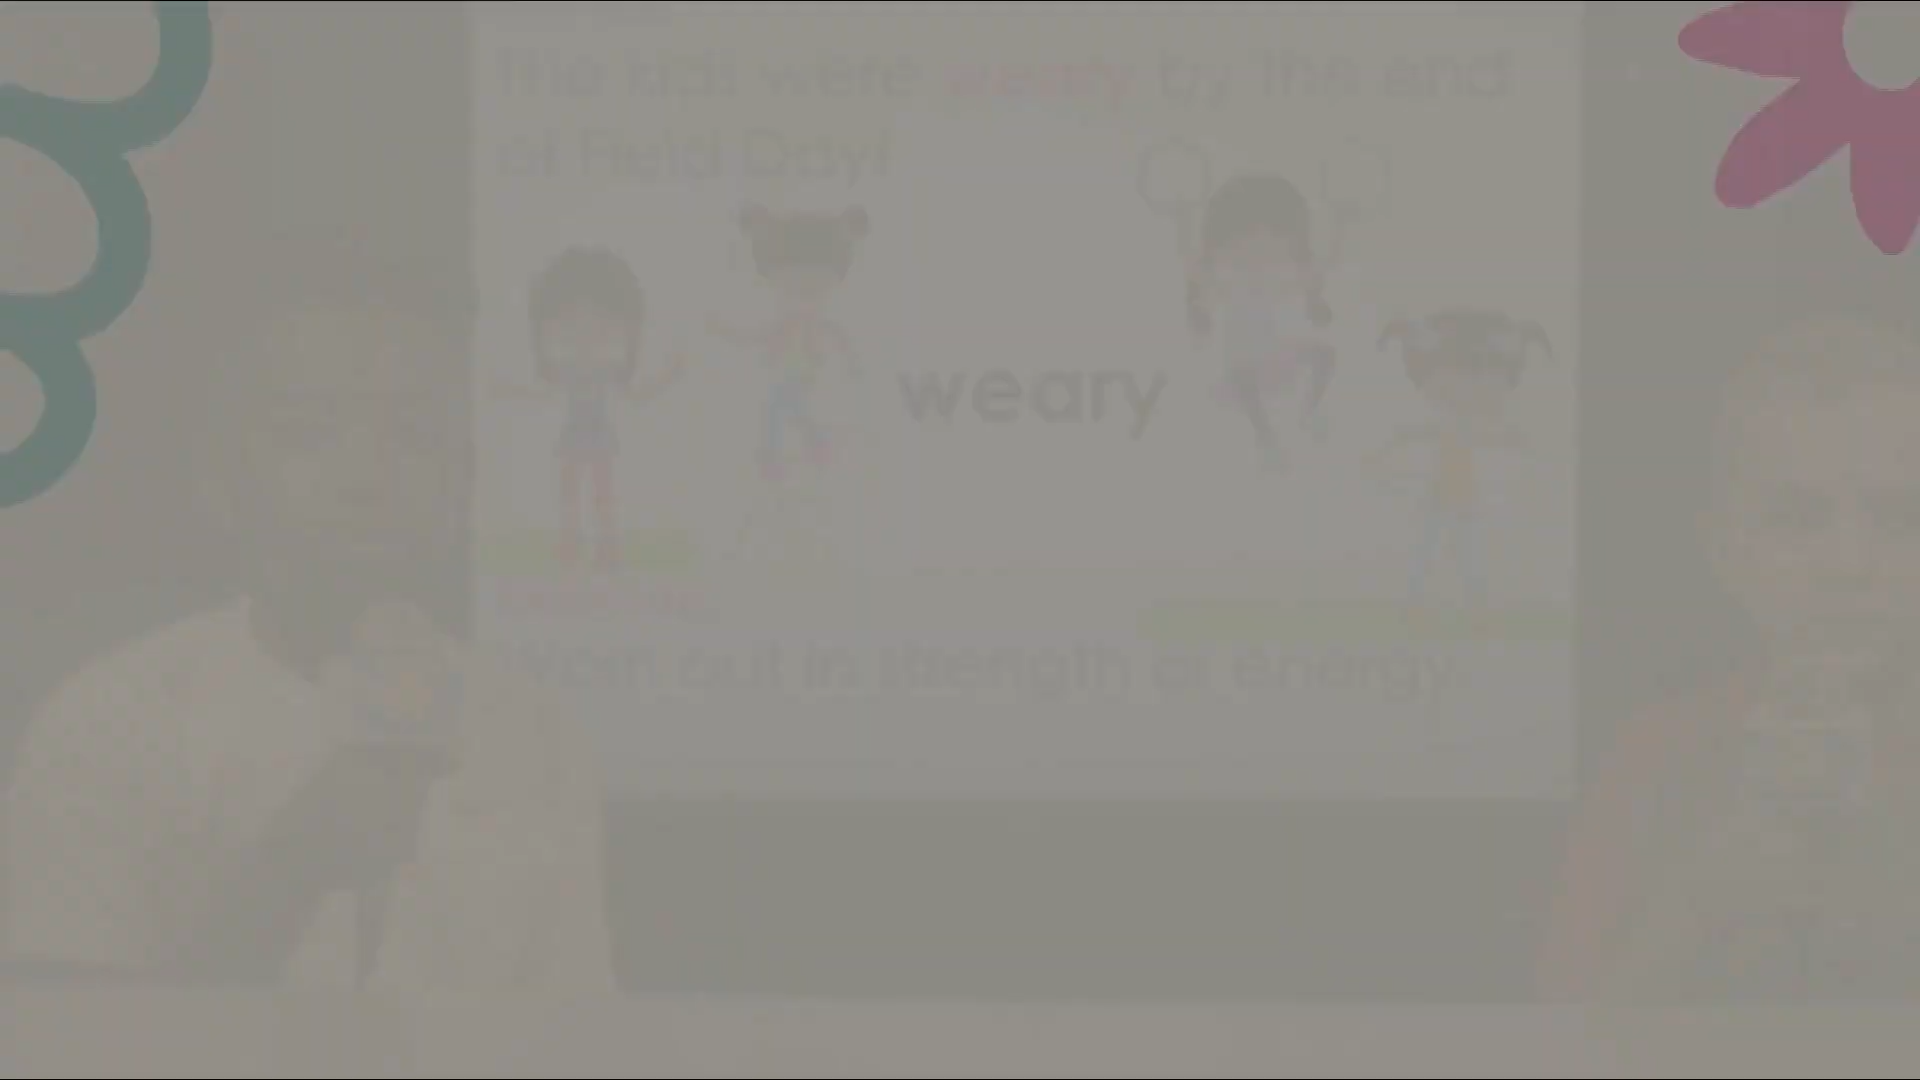 The kids were weary by the end
of Field Day!
weary
Worn out in strength or energy